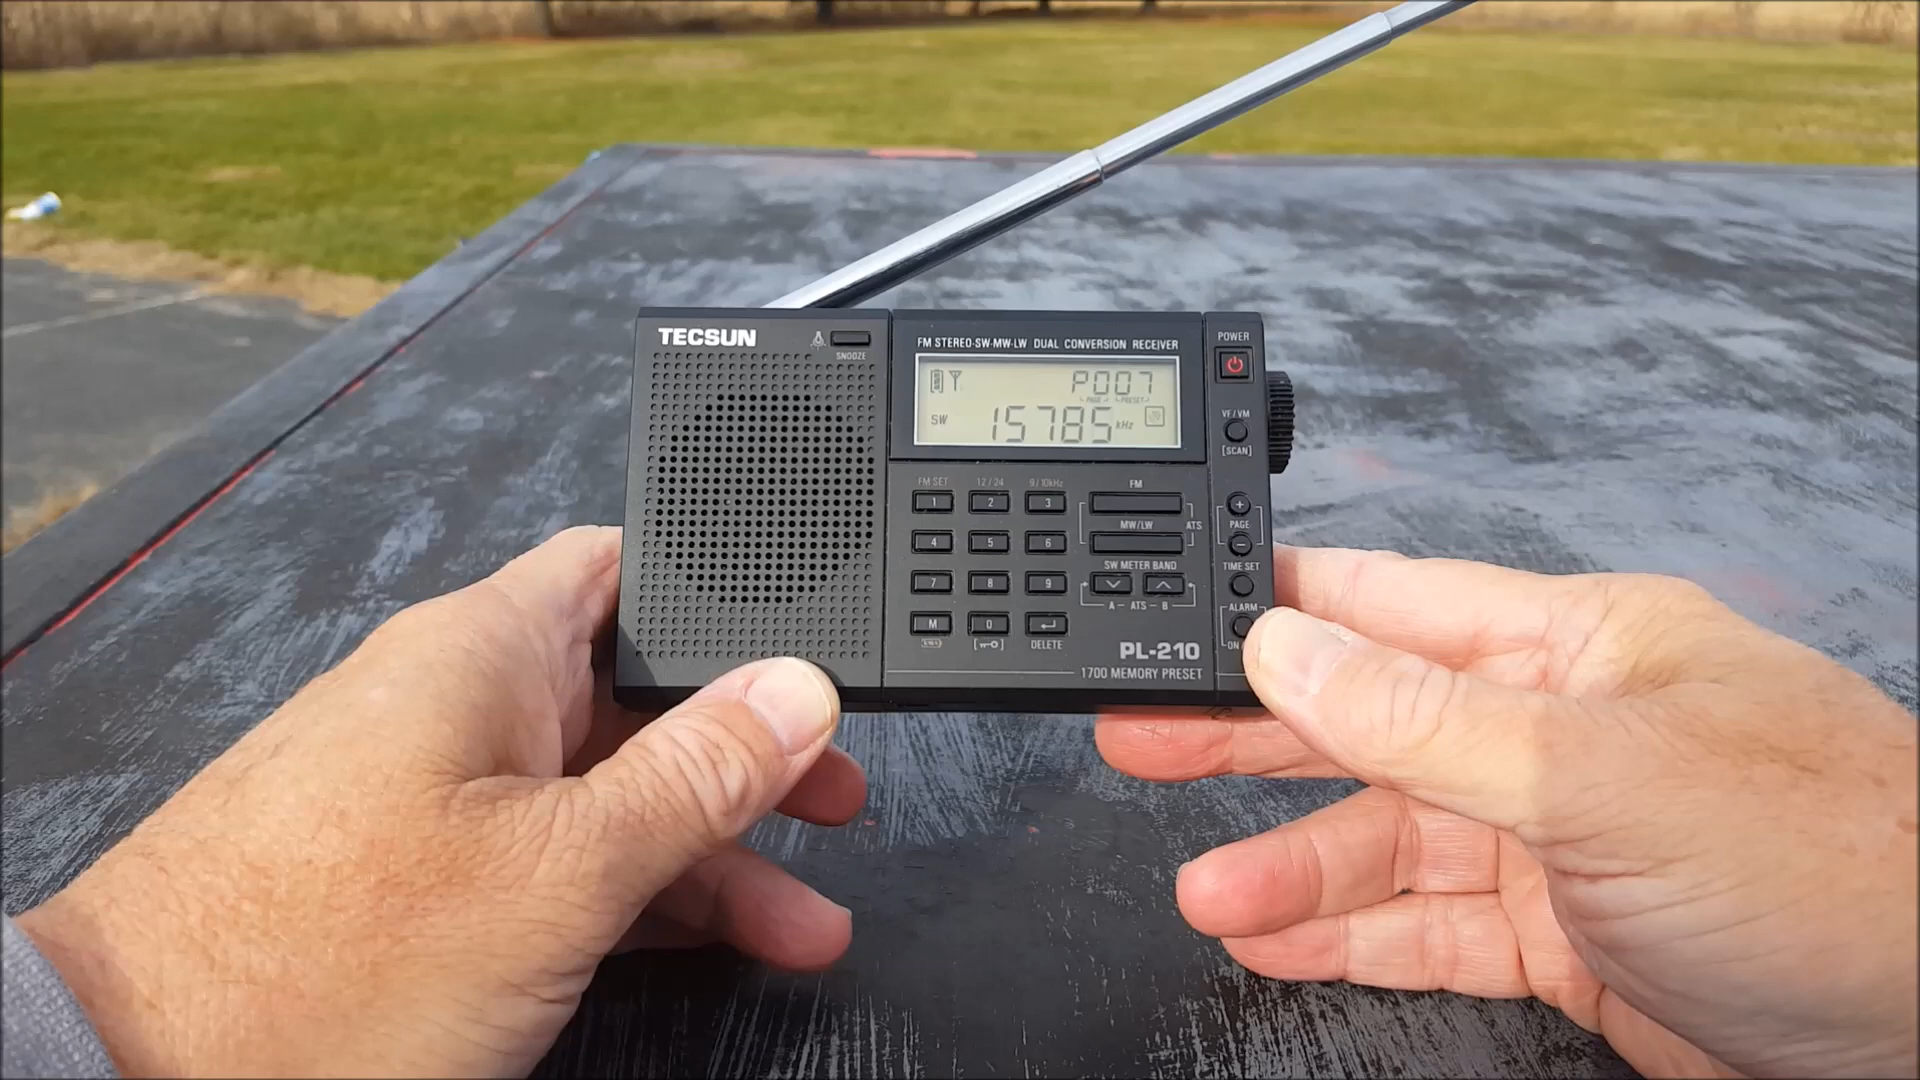 TECSUN
SNOOZE
FM STEREO·SW·MW·LW DUAL CONVERSION RECEIVER
P007
PAGE PRESET
SW 15785 kHz
POWER
VF/VM
[SCAN]
FM SET 12/24 9/10kHz
1 2 3
4 5 6
7 8 9
M 0
DELETE
FM
MW/LW
ATS
SW METER BAND
A - ATS - B
+
PAGE
−
TIME SET
ALARM
ON
PL-210
1700 MEMORY PRESET